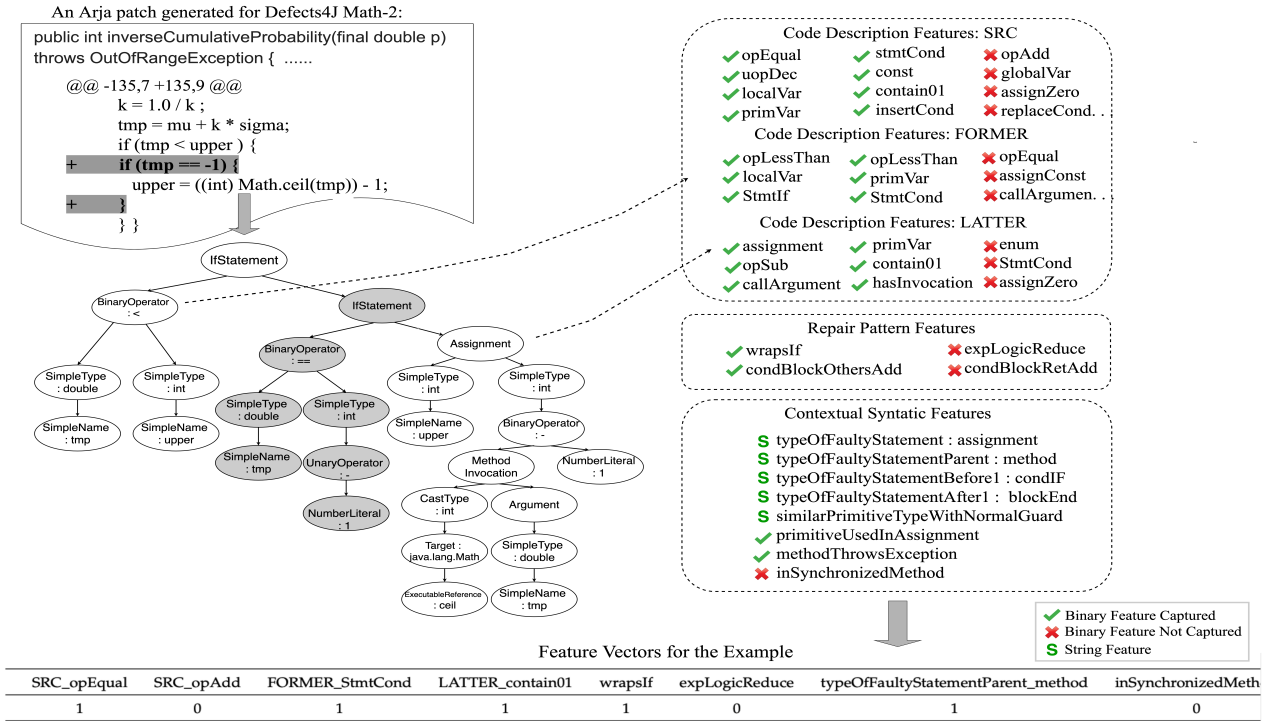 An Arja patch generated for Defects4J Math-2:
public int inverseCumulativeProbability(final double p)
throws OutOfRangeException { ......
@@ -135,7 +135,9 @@
k = 1.0 / k ;
tmp = mu + k * sigma;
if (tmp < upper ) {
+ if (tmp == -1) {
upper = ((int) Math.ceil(tmp)) - 1;
+ }
} }
IfStatement
BinaryOperator
: <
IfStatement
BinaryOperator
: ==
Assignment
SimpleType
: double
SimpleType
: int
SimpleType
: double
SimpleType
: int
SimpleType
: int
SimpleType
: int
SimpleName
: tmp
SimpleName
: upper
SimpleName
: tmp
UnaryOperator
: -
NumberLiteral
: 1
SimpleName
: upper
BinaryOperator
: -
Method
Invocation
NumberLiteral
: 1
CastType
: int
Argument
Target :
java.lang.Math
SimpleType
: double
ExecutableReference
: ceil
SimpleName
: tmp
Code Description Features: SRC
opEqual stmtCond opAdd
uopDec const globalVar
localVar contain01 assignZero
primVar insertCond replaceCond. .
Code Description Features: FORMER
opLessThan opLessThan opEqual
localVar primVar assignConst
StmtIf StmtCond callArgumen. .
Code Description Features: LATTER
assignment primVar enum
opSub contain01 StmtCond
callArgument hasInvocation assignZero
Repair Pattern Features
wrapsIf expLogicReduce
condBlockOthersAdd condBlockRetAdd
Contextual Syntatic Features
S typeOfFaultyStatement : assignment
S typeOfFaultyStatementParent : method
S typeOfFaultyStatementBefore1 : condIF
S typeOfFaultyStatementAfter1 : blockEnd
S similarPrimitiveTypeWithNormalGuard
primitiveUsedInAssignment
methodThrowsException
inSynchronizedMethod
Binary Feature Captured
Binary Feature Not Captured
S String Feature
Feature Vectors for the Example
SRC_opEqual SRC_opAdd FORMER_StmtCond LATTER_contain01 wrapsIf expLogicReduce typeOfFaultyStatementParent_method inSynchronizedMeth
1 0 1 1 1 0 1 0